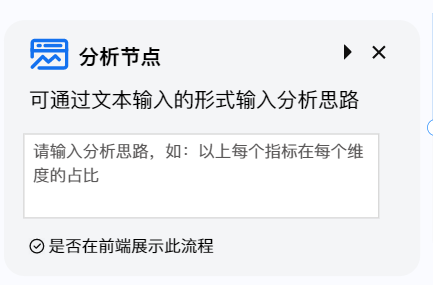 分析节点
可通过文本输入的形式输入分析思路
请输入分析思路，如：以上每个指标在每个维
度的占比
是否在前端展示此流程